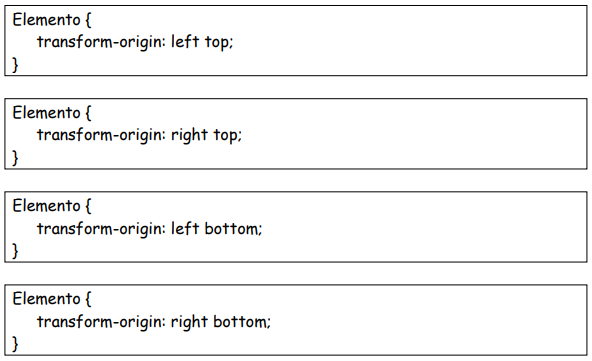 Elemento {
transform-origin: left top;
}
Elemento {
transform-origin: right top;
}
Elemento {
transform-origin: left bottom;
}
Elemento {
transform-origin: right bottom;
}